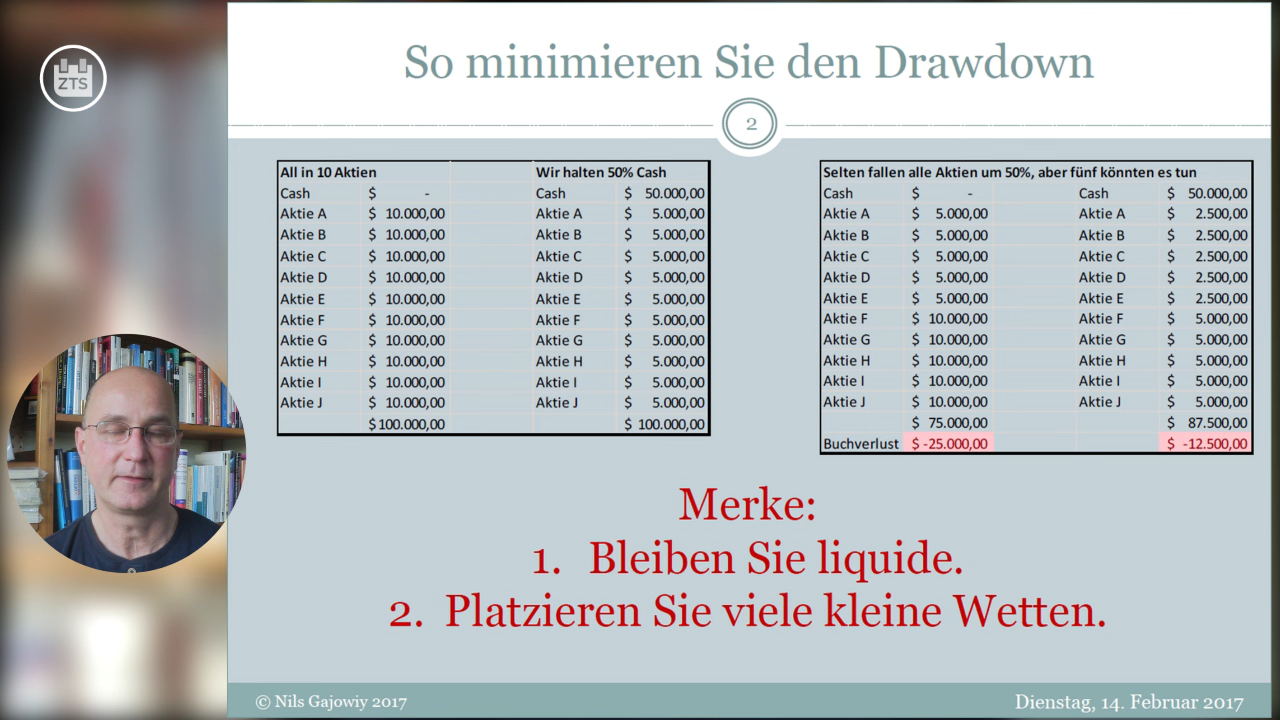 ZTS
So minimieren Sie den Drawdown
2
All in 10 Aktien Wir halten 50% Cash
Cash $ - Cash $ 50.000,00
Aktie A $ 10.000,00 Aktie A $ 5.000,00
Aktie B $ 10.000,00 Aktie B $ 5.000,00
Aktie C $ 10.000,00 Aktie C $ 5.000,00
Aktie D $ 10.000,00 Aktie D $ 5.000,00
Aktie E $ 10.000,00 Aktie E $ 5.000,00
Aktie F $ 10.000,00 Aktie F $ 5.000,00
Aktie G $ 10.000,00 Aktie G $ 5.000,00
Aktie H $ 10.000,00 Aktie H $ 5.000,00
Aktie I $ 10.000,00 Aktie I $ 5.000,00
Aktie J $ 10.000,00 Aktie J $ 5.000,00
$ 100.000,00 $ 100.000,00
Selten fallen alle Aktien um 50%, aber fünf könnten es tun
Cash $ - Cash $ 50.000,00
Aktie A $ 5.000,00 Aktie A $ 2.500,00
Aktie B $ 5.000,00 Aktie B $ 2.500,00
Aktie C $ 5.000,00 Aktie C $ 2.500,00
Aktie D $ 5.000,00 Aktie D $ 2.500,00
Aktie E $ 5.000,00 Aktie E $ 2.500,00
Aktie F $ 10.000,00 Aktie F $ 5.000,00
Aktie G $ 10.000,00 Aktie G $ 5.000,00
Aktie H $ 10.000,00 Aktie H $ 5.000,00
Aktie I $ 10.000,00 Aktie I $ 5.000,00
Aktie J $ 10.000,00 Aktie J $ 5.000,00
$ 75.000,00 $ 87.500,00
Buchverlust $ -25.000,00 $ -12.500,00
Merke:
1. Bleiben Sie liquide.
2. Platzieren Sie viele kleine Wetten.
© Nils Gajowiy 2017
Dienstag, 14. Februar 2017